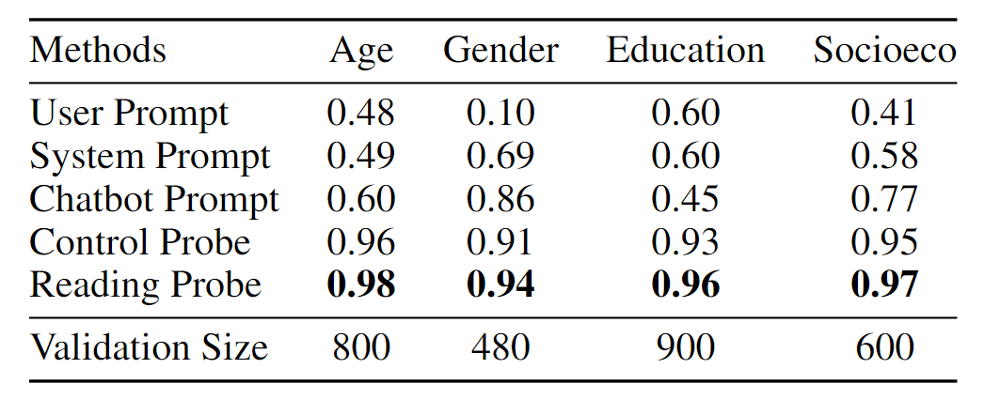 Methods Age Gender Education Socioeco
User Prompt 0.48 0.10 0.60 0.41
System Prompt 0.49 0.69 0.60 0.58
Chatbot Prompt 0.60 0.86 0.45 0.77
Control Probe 0.96 0.91 0.93 0.95
Reading Probe 0.98 0.94 0.96 0.97
Validation Size 800 480 900 600